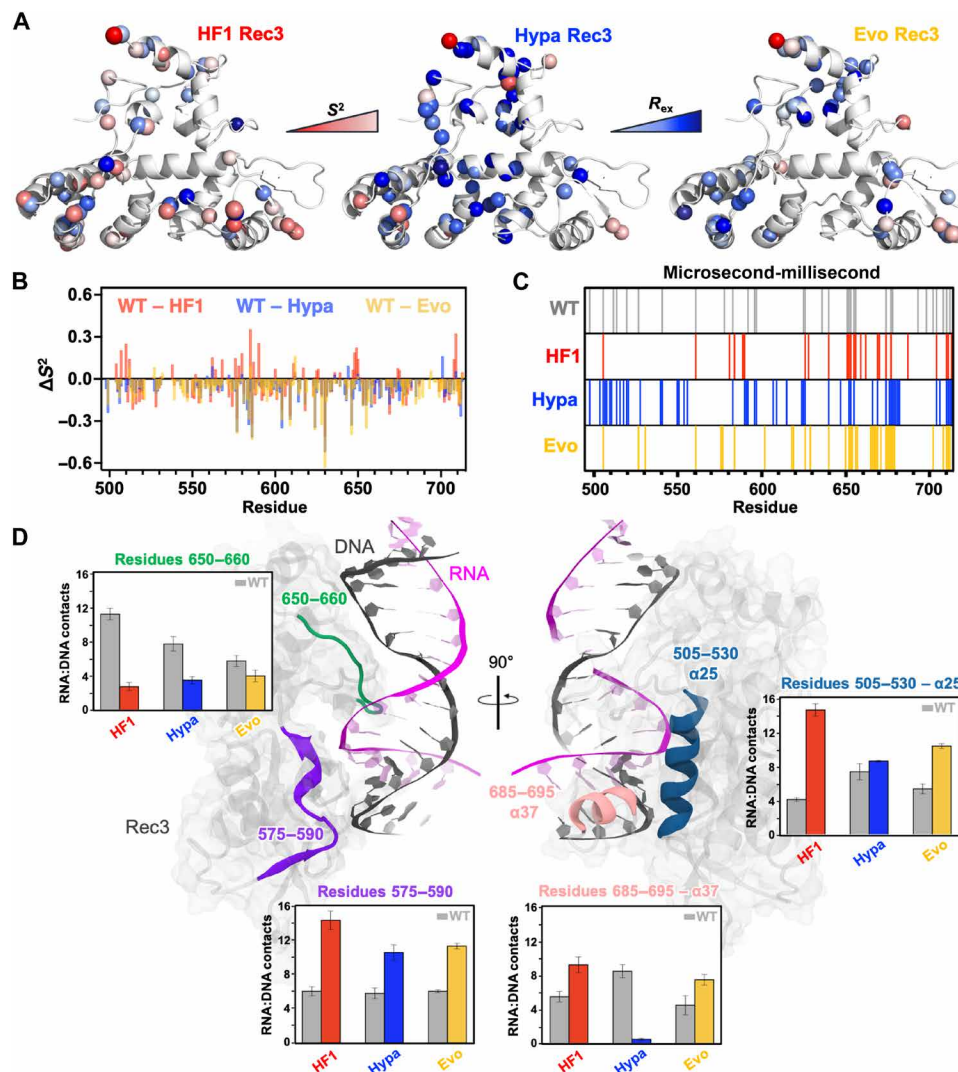 A
HF1 Rec3
Hypa Rec3
Evo Rec3
S²
Rex
B
WT – HF1
WT – Hypa
WT – Evo
ΔS²
0.6
0.3
0.0
-0.3
-0.6
500 550 600 650 700
Residue
C
Microsecond-millisecond
WT
HF1
Hypa
Evo
500 550 600 650 700
Residue
D
Residues 650-660
RNA:DNA contacts
16
12
8
4
0
WT
HF1 Hypa Evo
DNA
RNA
650–660
90°
505–530
α25
Residues 505-530 – α25
RNA:DNA contacts
16
12
8
4
0
WT
HF1 Hypa Evo
Rec3
575–590
685–695
α37
Residues 575-590
RNA:DNA contacts
16
12
8
4
0
WT
HF1 Hypa Evo
Residues 685-695 – α37
RNA:DNA contacts
16
12
8
4
0
WT
HF1 Hypa Evo